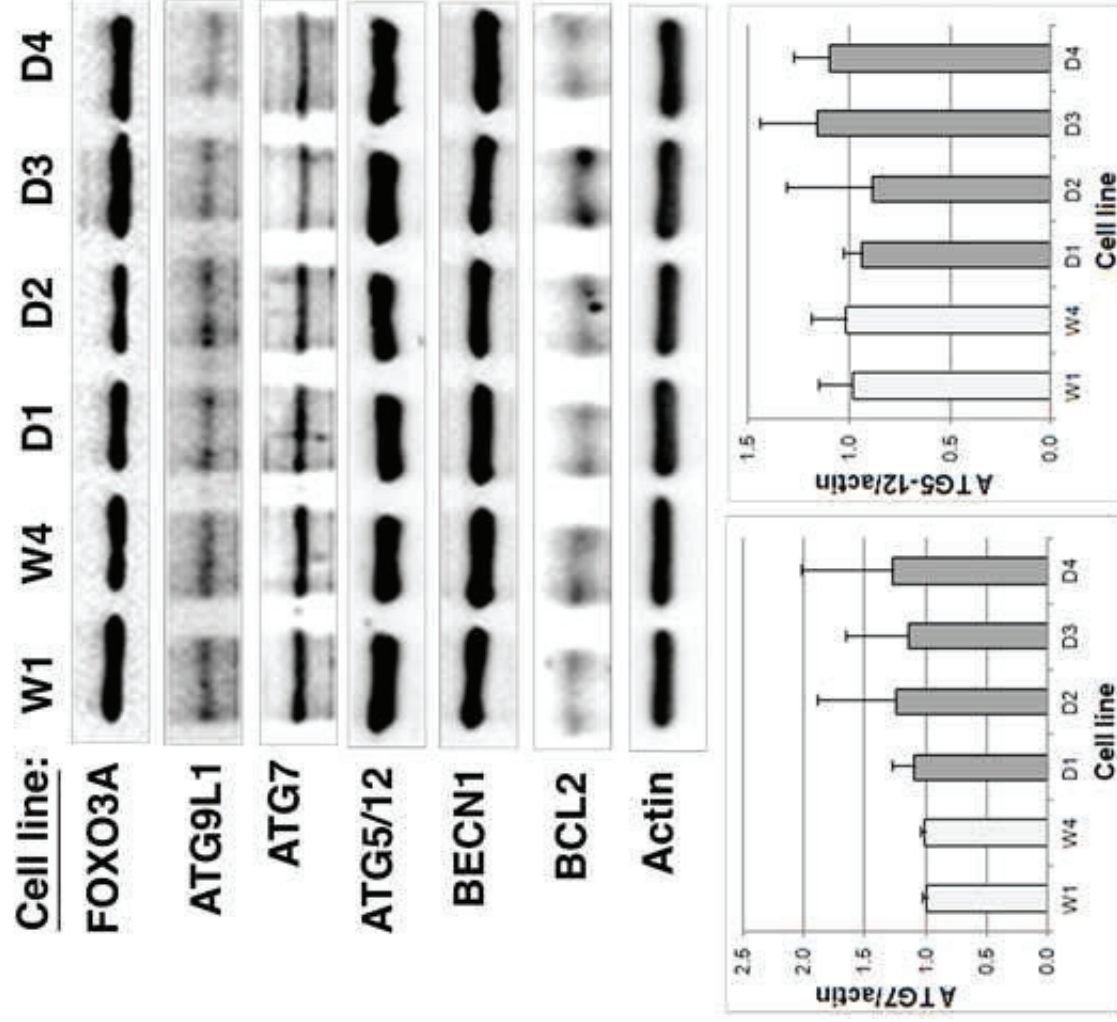 Cell line: W1 W4 D1 D2 D3 D4
FOXO3A
ATG9L1
ATG7
ATG5/12
BECN1
BCL2
Actin
ATG7/actin
2.5
2.0
1.5
1.0
0.5
0.0
W1 W4 D1 D2 D3 D4
Cell line
ATG5-12/actin
1.5
1.0
0.5
0.0
W1 W4 D1 D2 D3 D4
Cell line